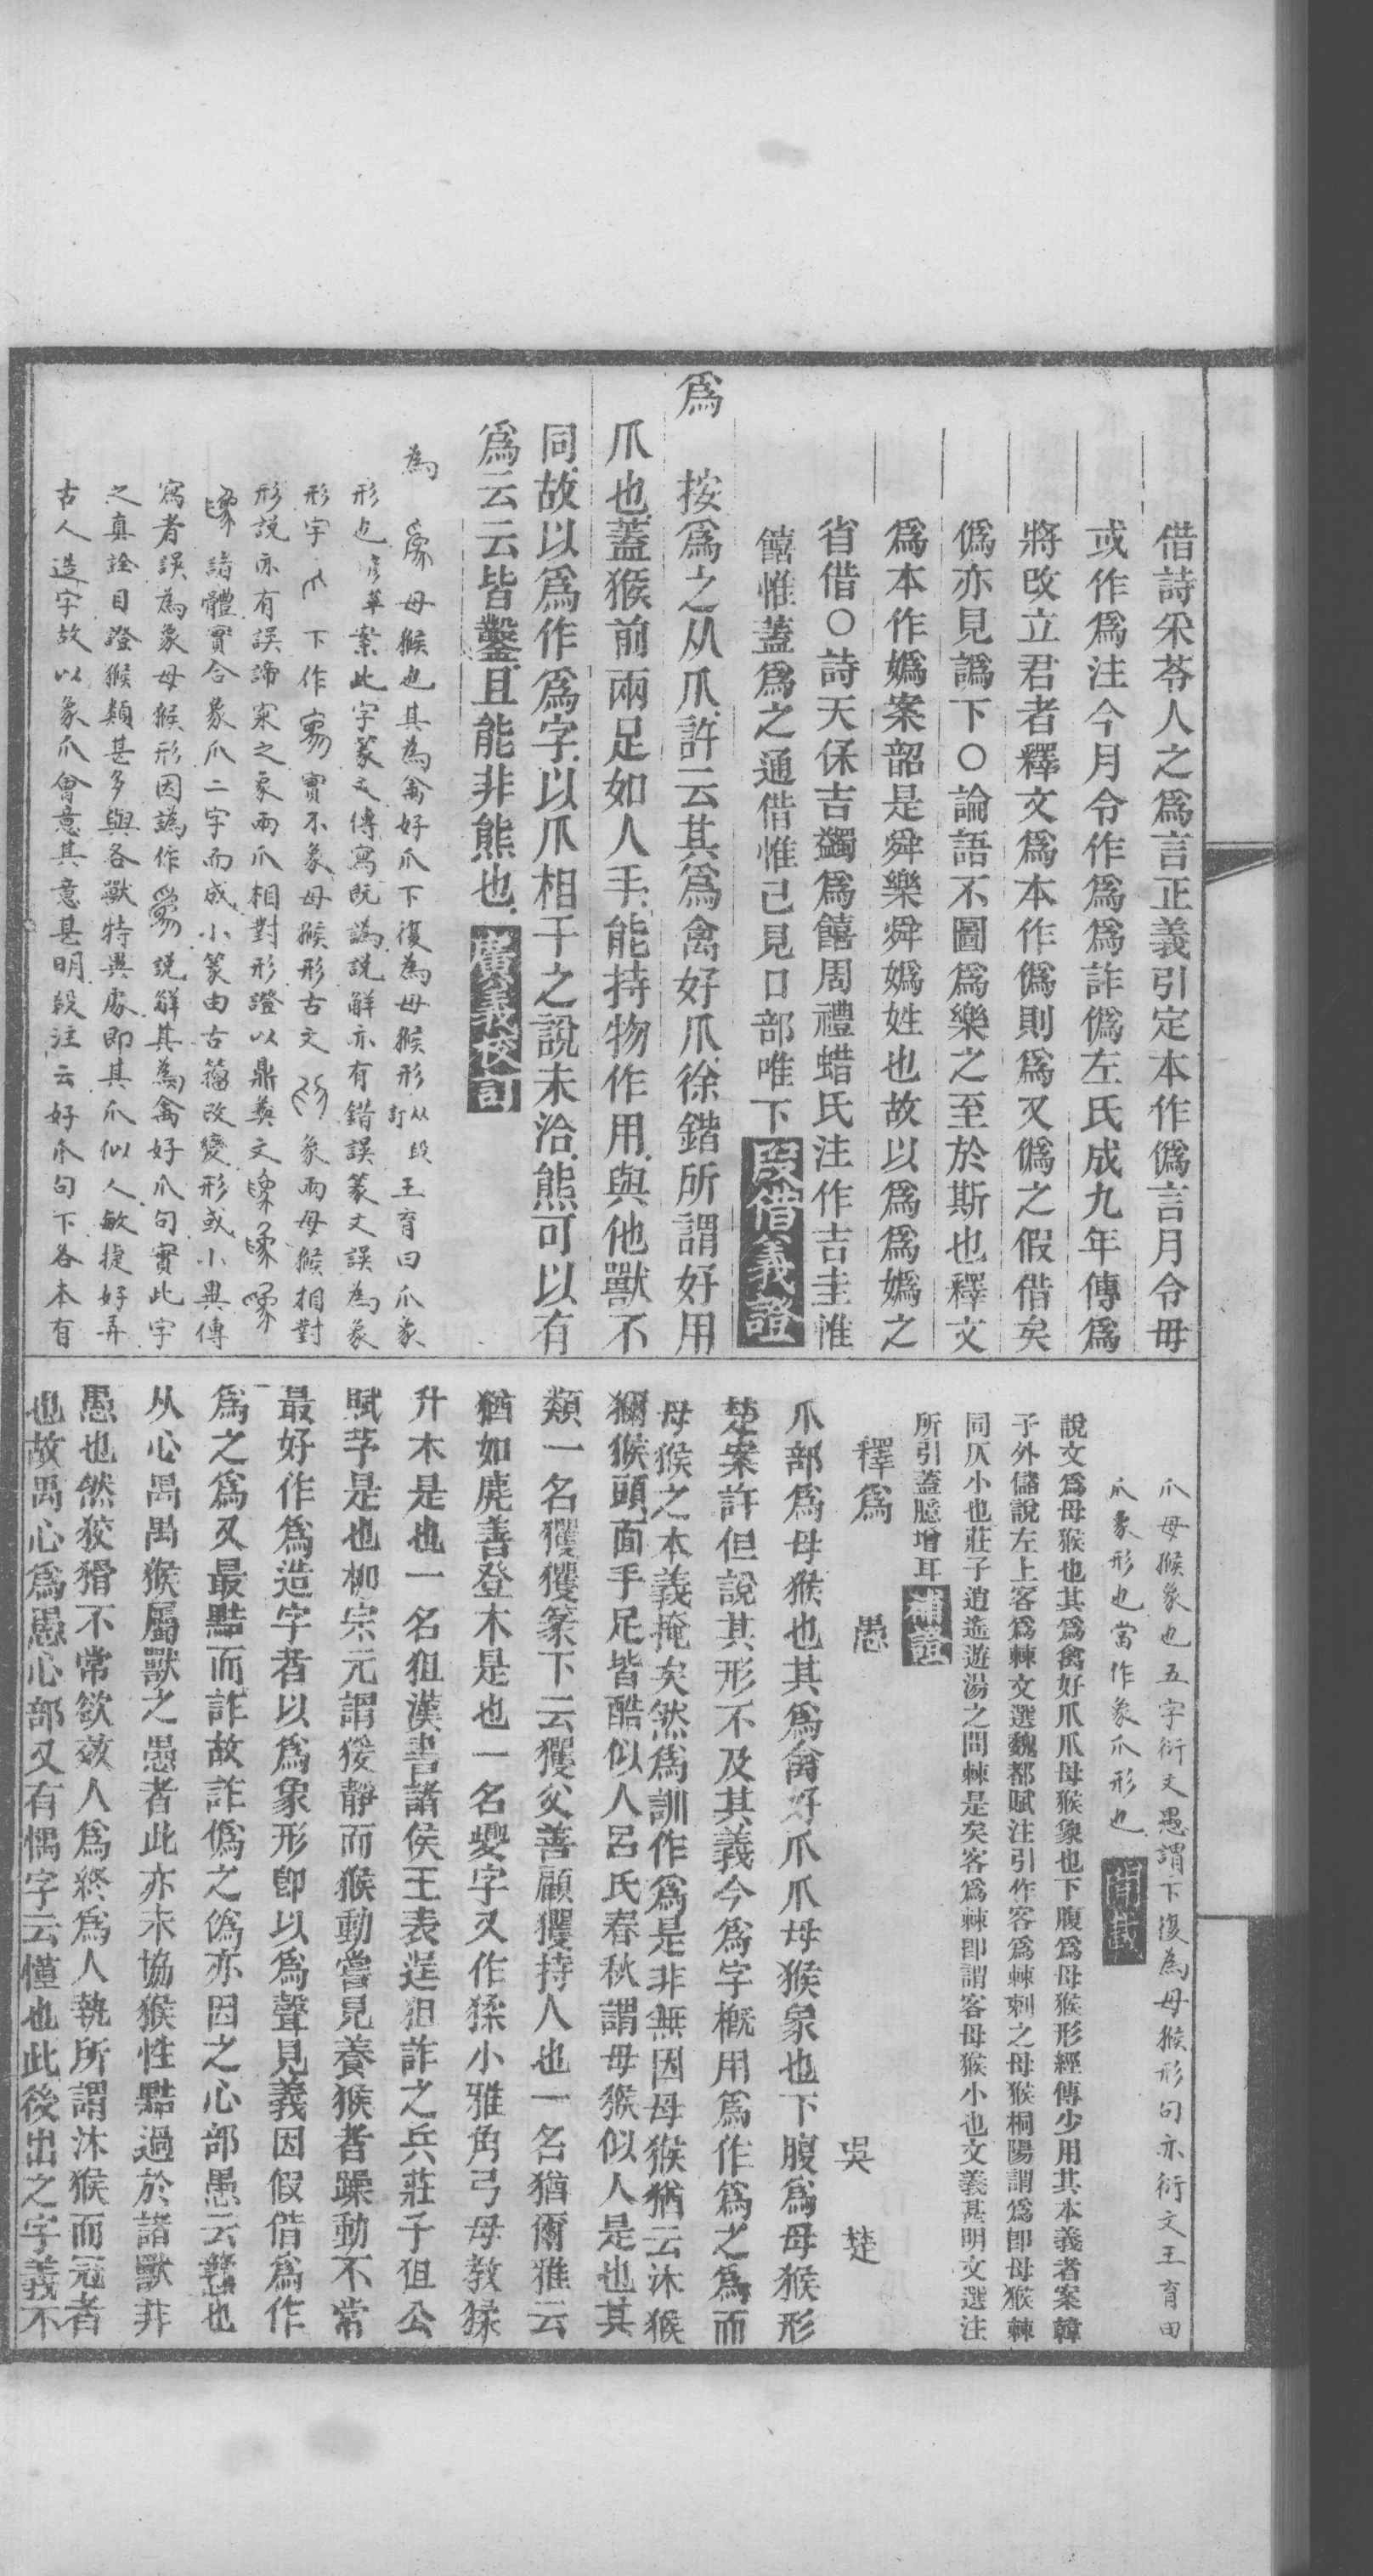 借詩采苓人之爲言正義引定本作僞言月令毋
或作爲注今月令作爲爲詐僞左氏成九年傳爲
將改立君者釋文爲本作僞則爲又僞之假借矣
僞亦見譌下○論語不圖爲樂之至於斯也釋文
爲本作嬀案韶是舜樂舜嬀姓也故以爲爲嬀之
省借○詩天保吉蠲爲饎周禮蜡氏注作吉圭惟
饎惟蓋爲之通借惟已見口部唯下 段借義證
爲 按爲之从爪許云其爲禽好爪徐鍇所謂好用
爪也蓋猴前兩足如人手能持物作用與他獸不
同故以爲作爲字以爪相干之說未洽熊可以有
爲云云皆鑿且能非熊也 廣義校訂
為 母猴也其為禽好爪下復為母猴形从段訂王育曰爪象
形也 案此字篆文傳寫既譌說解亦有錯誤篆文誤為象
形字 下作 實不象母猴形古文 象兩母猴相對
形說亦有誤諦宷之象兩爪相對形證以鼎彝文
諸體實合象爪二字而成小篆由古籀改變形或小異傳
寫者誤為象母猴形因譌作 說解其為禽好爪句實此字
之真詮目證猴類甚多與各獸特異處即其爪似人敏捷好弄
古人造字故以象爪會意其意甚明段注云好爪句下各本有
爪母猴象也五字衍文愚謂下復為母猴形句亦衍文王育曰
爪象形也當作象爪形也
說文爲母猴也其爲禽好爪爪母猴象也下腹爲母猴形經傳少用其本義者案韓
子外儲說左上客爲棘文選魏都賦注引作客爲棘刺之母猴桐陽謂爲卽母猴棘
同仄小也莊子逍遙遊湯之問棘是矣客爲棘卽謂客母猴小也文義甚明文選注
所引蓋臆增耳 補證
釋爲 愚 吳楚
爪部爲母猴也其爲禽好爪爪母猴象也下腹爲母猴形
楚案許但說其形不及其義今爲字概用爲作爲之爲而
母猴之本義掩矣然爲訓作爲是非無因母猴猶云沐猴
獼猴頭面手足皆酷似人呂氏春秋謂母猴似人是也其
類一名玃玃篆下云玃父善顧玃持人也一名猶爾雅云
猶如麂善登木是也一名夒字又作猱小雅角弓毋教猱
升木是也一名狙漢書諸侯王表逞狙詐之兵莊子狙公
賦芧是也柳宗元謂猨靜而猴動嘗見養猴者躁動不常
最好作爲造字者以爲象形卽以爲聲見義因假借爲作
爲之爲又最黠而詐故詐僞之僞亦因之心部愚云戇也
从心禺禺猴屬獸之愚者此亦未協猴性黠過於諸獸非
愚也然狡猾不常欲效人爲終爲人執所謂沐猴而冠者
也故禺心爲愚心部又有愲字云懽也此後出之字義不